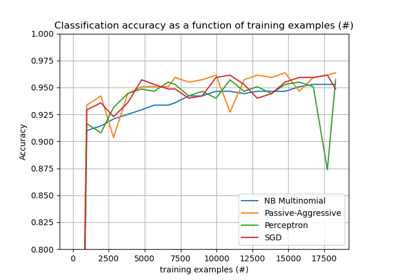 Classification accuracy as a function of training examples (#)
1.000
0.975
0.950
0.925
0.900
0.875
0.850
0.825
0.800
Accuracy
NB Multinomial
Passive-Aggressive
Perceptron
SGD
0 2500 5000 7500 10000 12500 15000 17500
training examples (#)